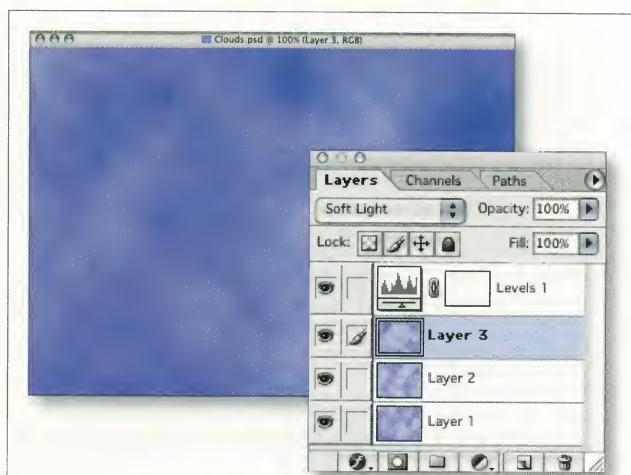 Clouds.psd @ 100% (Layer 3, RGB)
Layers Channels Paths
Soft Light Opacity: 100%
Lock: Fill: 100%
Levels 1
Layer 3
Layer 2
Layer 1